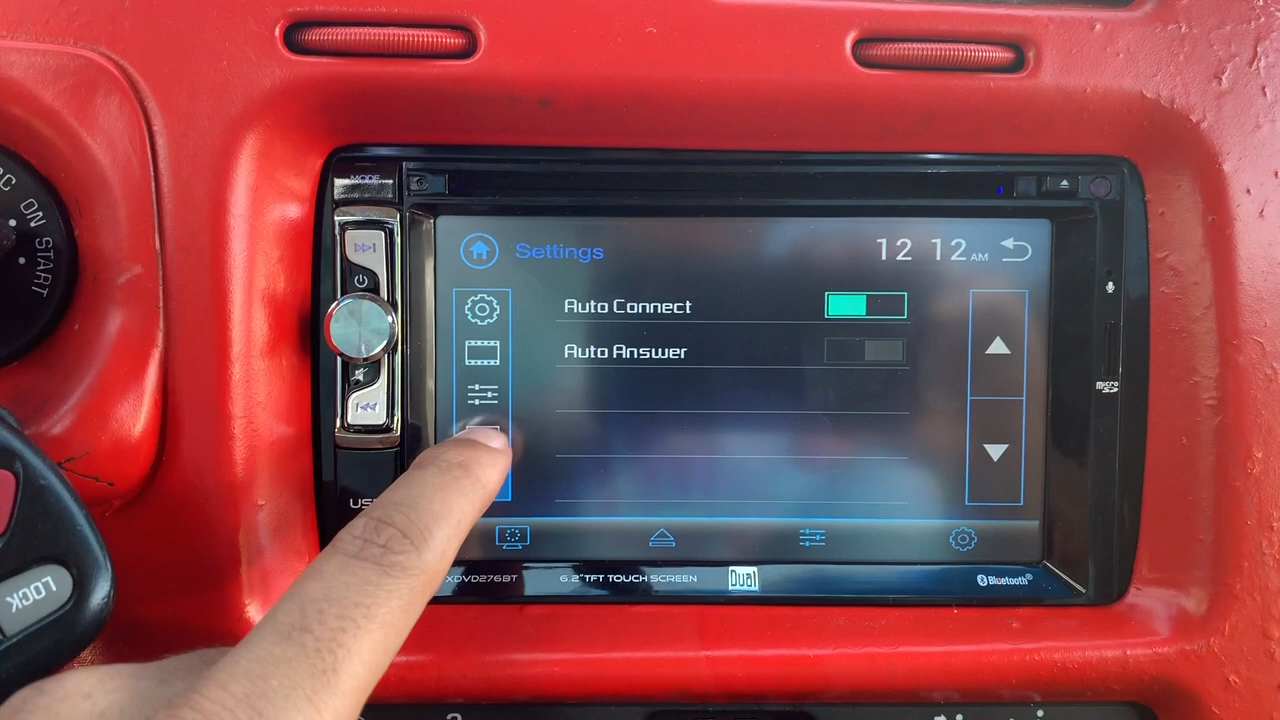 ON
START
LOCK
MODE
Settings
12 12 AM
Auto Connect
Auto Answer
micro
SD
XDVD276BT
6.2"TFT TOUCH SCREEN
Dual
Bluetooth®